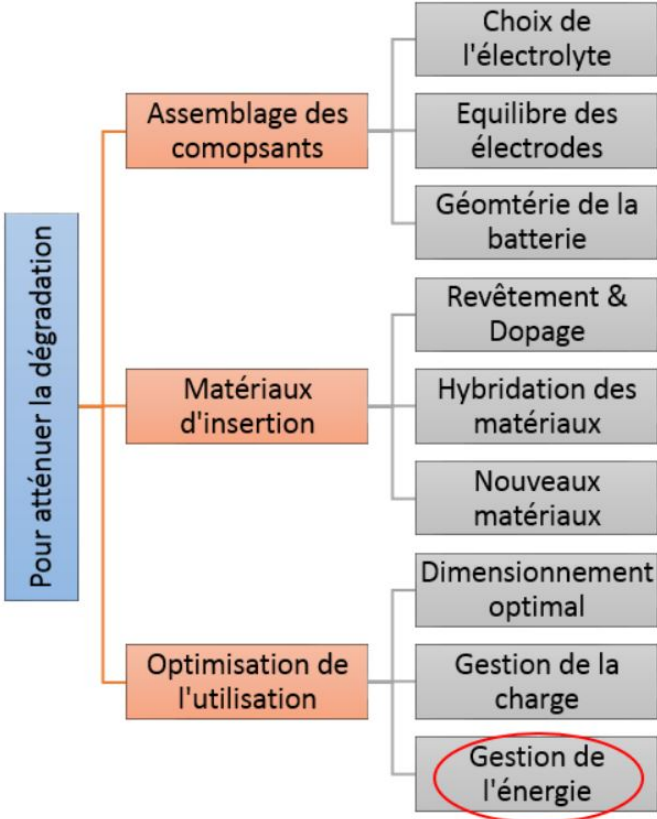 Pour atténuer la dégradation
Assemblage des
comopsants
Choix de
l'électrolyte
Equilibre des
électrodes
Géomtérie de la
batterie
Matériaux
d'insertion
Revêtement &
Dopage
Hybridation des
matériaux
Nouveaux
matériaux
Optimisation de
l'utilisation
Dimensionnement
optimal
Gestion de la
charge
Gestion de
l'énergie